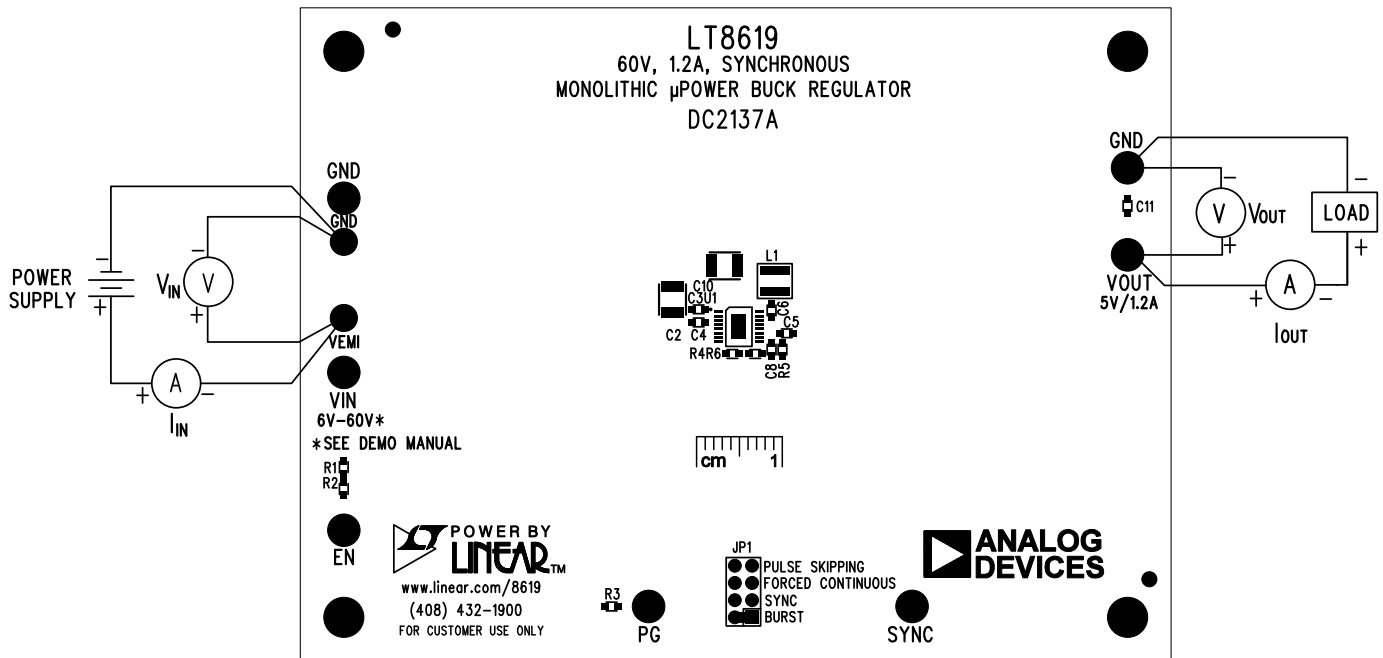 LT8619
60V, 1.2A, SYNCHRONOUS
MONOLITHIC µPOWER BUCK REGULATOR
DC2137A
GND
GND
POWER
SUPPLY
-
+
VIN
-
V
+
VEMI
+
A
-
IIN
VIN
6V-60V*
*SEE DEMO MANUAL
R1
R2
EN
GND
C11
VOUT
5V/1.2A
-
V
+
VOUT
-
LOAD
+
+
A
-
IOUT
L1
C10
C3U1
C6
C2
C4
C5
R4R6
C8
R5
cm 1
POWER BY
LINEAR™
www.linear.com/8619
(408) 432-1900
FOR CUSTOMER USE ONLY
R3
PG
JP1
PULSE SKIPPING
FORCED CONTINUOUS
SYNC
BURST
SYNC
ANALOG
DEVICES